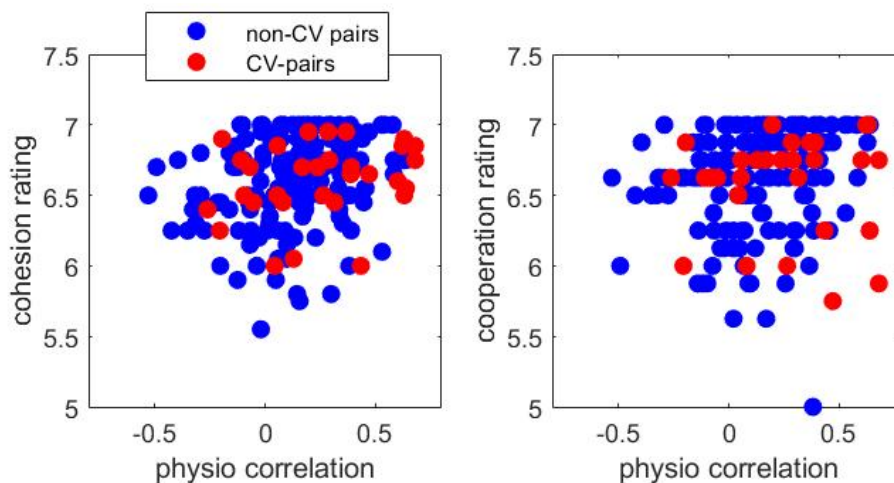 non-CV pairs
CV-pairs
7.5
7
6.5
6
5.5
5
-0.5 0 0.5
cohesion rating
physio correlation
7.5
7
6.5
6
5.5
5
-0.5 0 0.5
cooperation rating
physio correlation